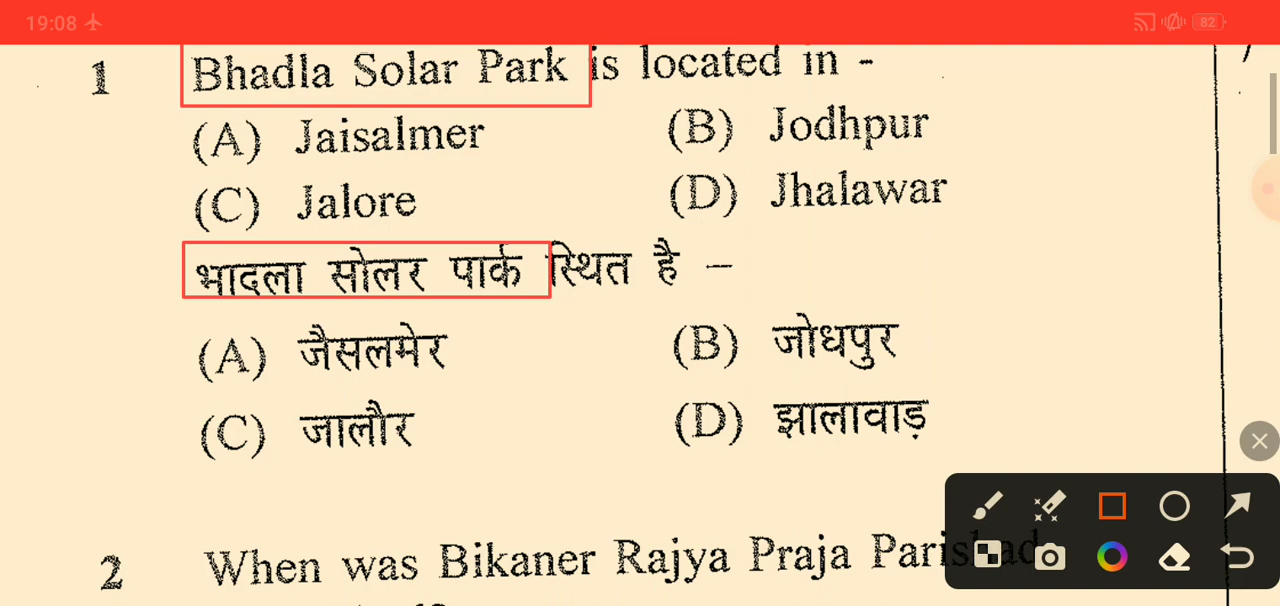 19:08
82
1 Bhadla Solar Park is located in -
(A) Jaisalmer (B) Jodhpur
(C) Jalore (D) Jhalawar
भादला सोलर पार्क स्थित है –
(A) जैसलमेर (B) जोधपुर
(C) जालौर (D) झालावाड़
2 When was Bikaner Rajya Praja Parishad